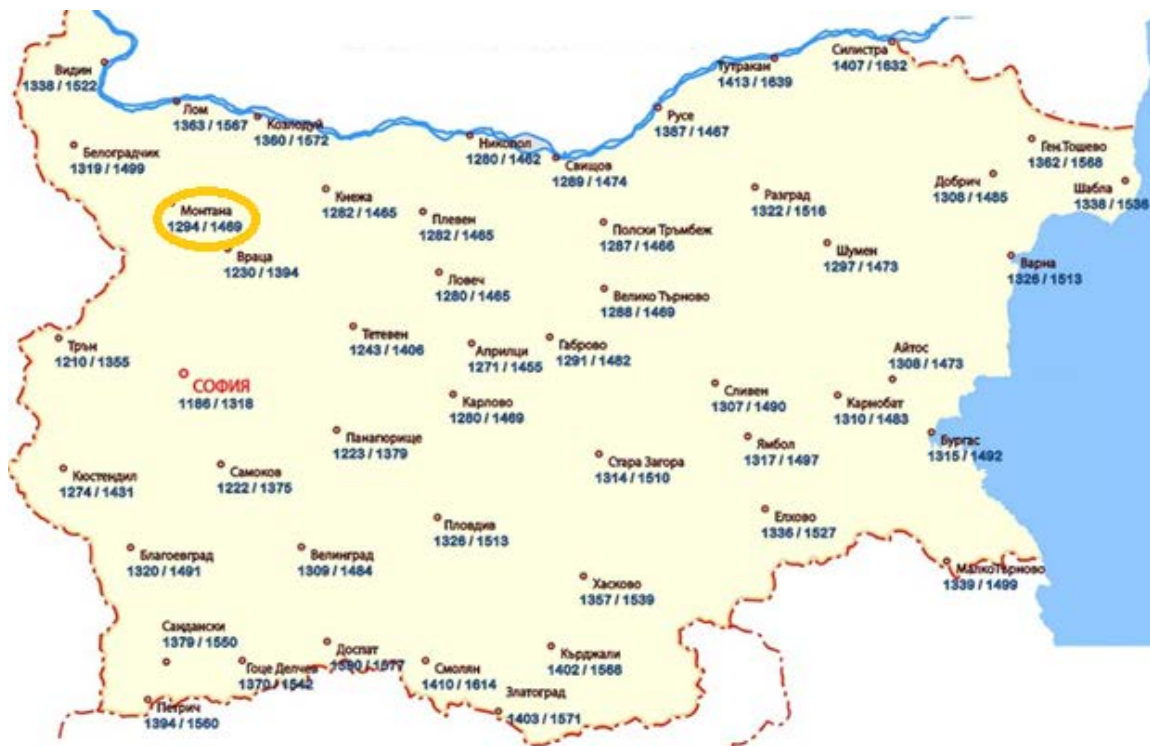 Силистра
1407 / 1632
Тутракан
1413 / 1639
Видин
1338 / 1522
Лом
1363 / 1567
Козлодуй
1360 / 1572
Русе
1387 / 1467
Никопол
1280 / 1462
Свищов
1289 / 1474
Белоградчик
1319 / 1499
Ген.Тошево
1362 / 1568
Добрич
1308 / 1485
Шабла
1338 / 1536
Монтана
1294 / 1469
Кнежа
1282 / 1465
Плевен
1282 / 1465
Разград
1322 / 1516
Полски Тръмбеж
1287 / 1466
Шумен
1297 / 1473
Враца
1230 / 1394
Варна
1326 / 1513
Ловеч
1280 / 1465
Велико Търново
1288 / 1469
Трън
1210 / 1355
Тетевен
1243 / 1406
Априлци
1271 / 1455
Габрово
1291 / 1482
Айтос
1308 / 1473
СОФИЯ
1186 / 1318
Карлово
1280 / 1469
Сливен
1307 / 1490
Карнобат
1310 / 1483
Панагюрище
1223 / 1379
Ямбол
1317 / 1497
Бургас
1315 / 1492
Кюстендил
1274 / 1431
Самоков
1222 / 1375
Стара Загора
1314 / 1510
Пловдив
1326 / 1513
Елхово
1336 / 1527
Благоевград
1320 / 1491
Велинград
1309 / 1484
МалкоТърново
1339 / 1499
Хасково
1357 / 1539
Сандански
1379 / 1550
Гоце Делчев
1370 / 1542
Доспат
1390 / 1577
Смолян
1410 / 1614
Кърджали
1402 / 1568
Златоград
1403 / 1571
Петрич
1394 / 1560